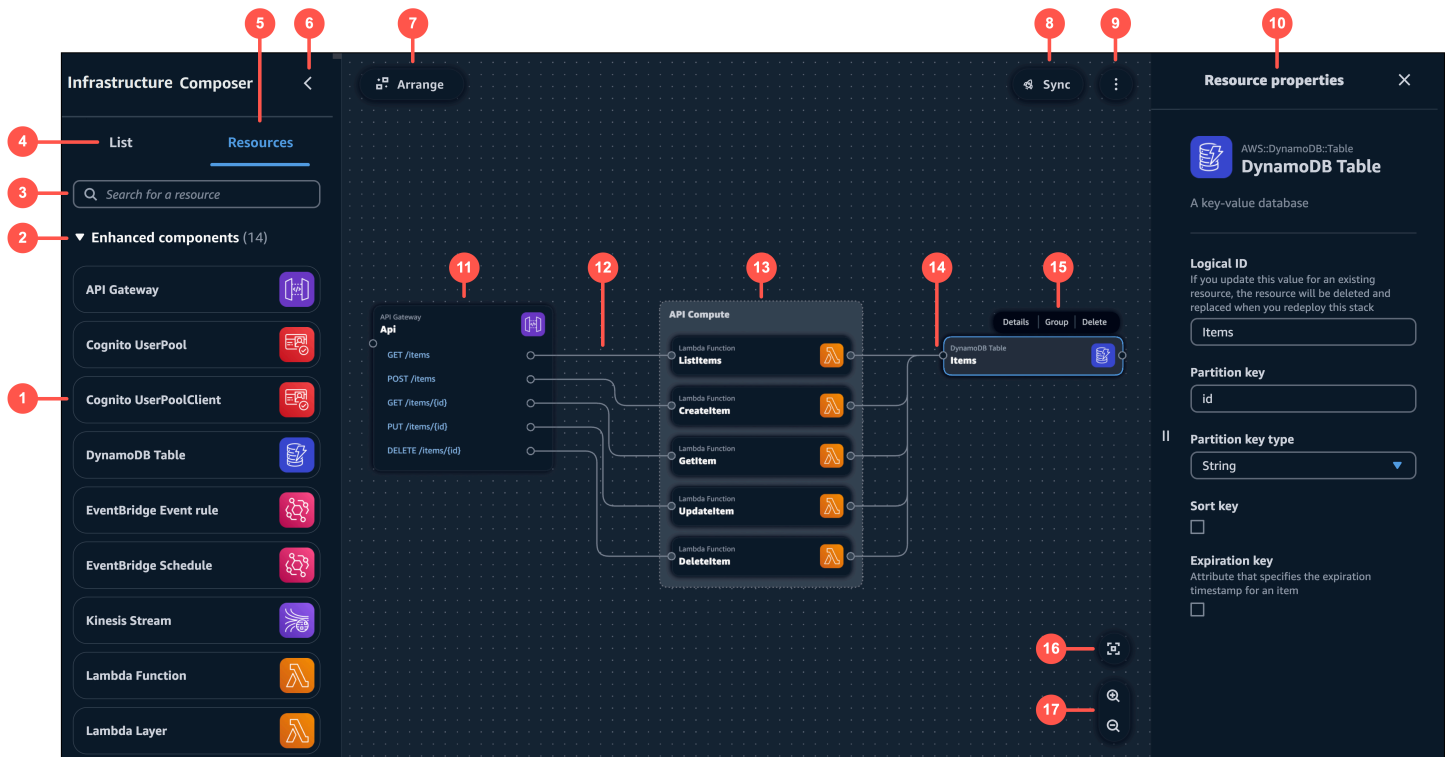 5
6
7
8
9
10
Infrastructure Composer
Arrange
Sync
Resource properties
4
List
Resources
3
Search for a resource
2
Enhanced components (14)
API Gateway
Cognito UserPool
1
Cognito UserPoolClient
DynamoDB Table
EventBridge Event rule
EventBridge Schedule
Kinesis Stream
Lambda Function
Lambda Layer
11
12
13
14
15
API Gateway
Api
GET /items
POST /items
GET /items/{id}
PUT /items/{id}
DELETE /items/{id}
API Compute
Lambda Function
ListItems
Lambda Function
CreateItem
Lambda Function
GetItem
Lambda Function
UpdateItem
Lambda Function
DeleteItem
Details
Group
Delete
DynamoDB Table
Items
16
17
AWS::DynamoDB::Table
DynamoDB Table
A key-value database
Logical ID
If you update this value for an existing
resource, the resource will be deleted and
replaced when you redeploy this stack
Items
Partition key
id
Partition key type
String
Sort key
Expiration key
Attribute that specifies the expiration
timestamp for an item